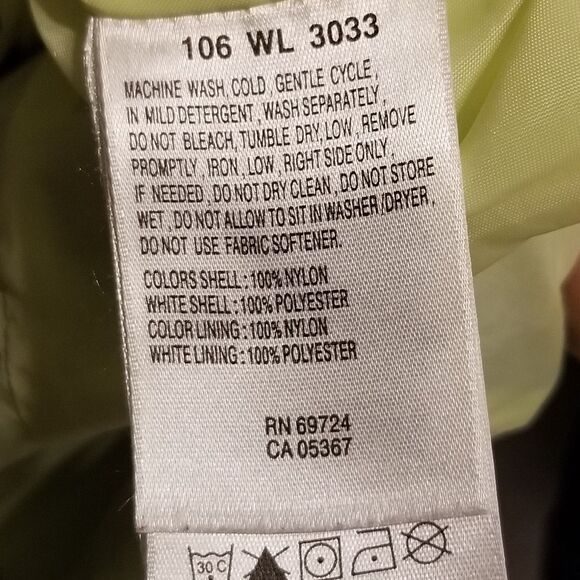 106 WL 3033
MACHINE WASH, COLD, GENTLE CYCLE,
IN MILD DETERGENT, WASH SEPARATELY,
DO NOT BLEACH, TUMBLE DRY, LOW, REMOVE
PROMPTLY, IRON, LOW, RIGHT SIDE ONLY,
IF NEEDED, DO NOT DRY CLEAN, DO NOT STORE
WET, DO NOT ALLOW TO SIT IN WASHER/DRYER,
DO NOT USE FABRIC SOFTENER.
COLORS SHELL : 100% NYLON
WHITE SHELL : 100% POLYESTER
COLOR LINING : 100% NYLON
WHITE LINING : 100% POLYESTER
RN 69724
CA 05367
30 C